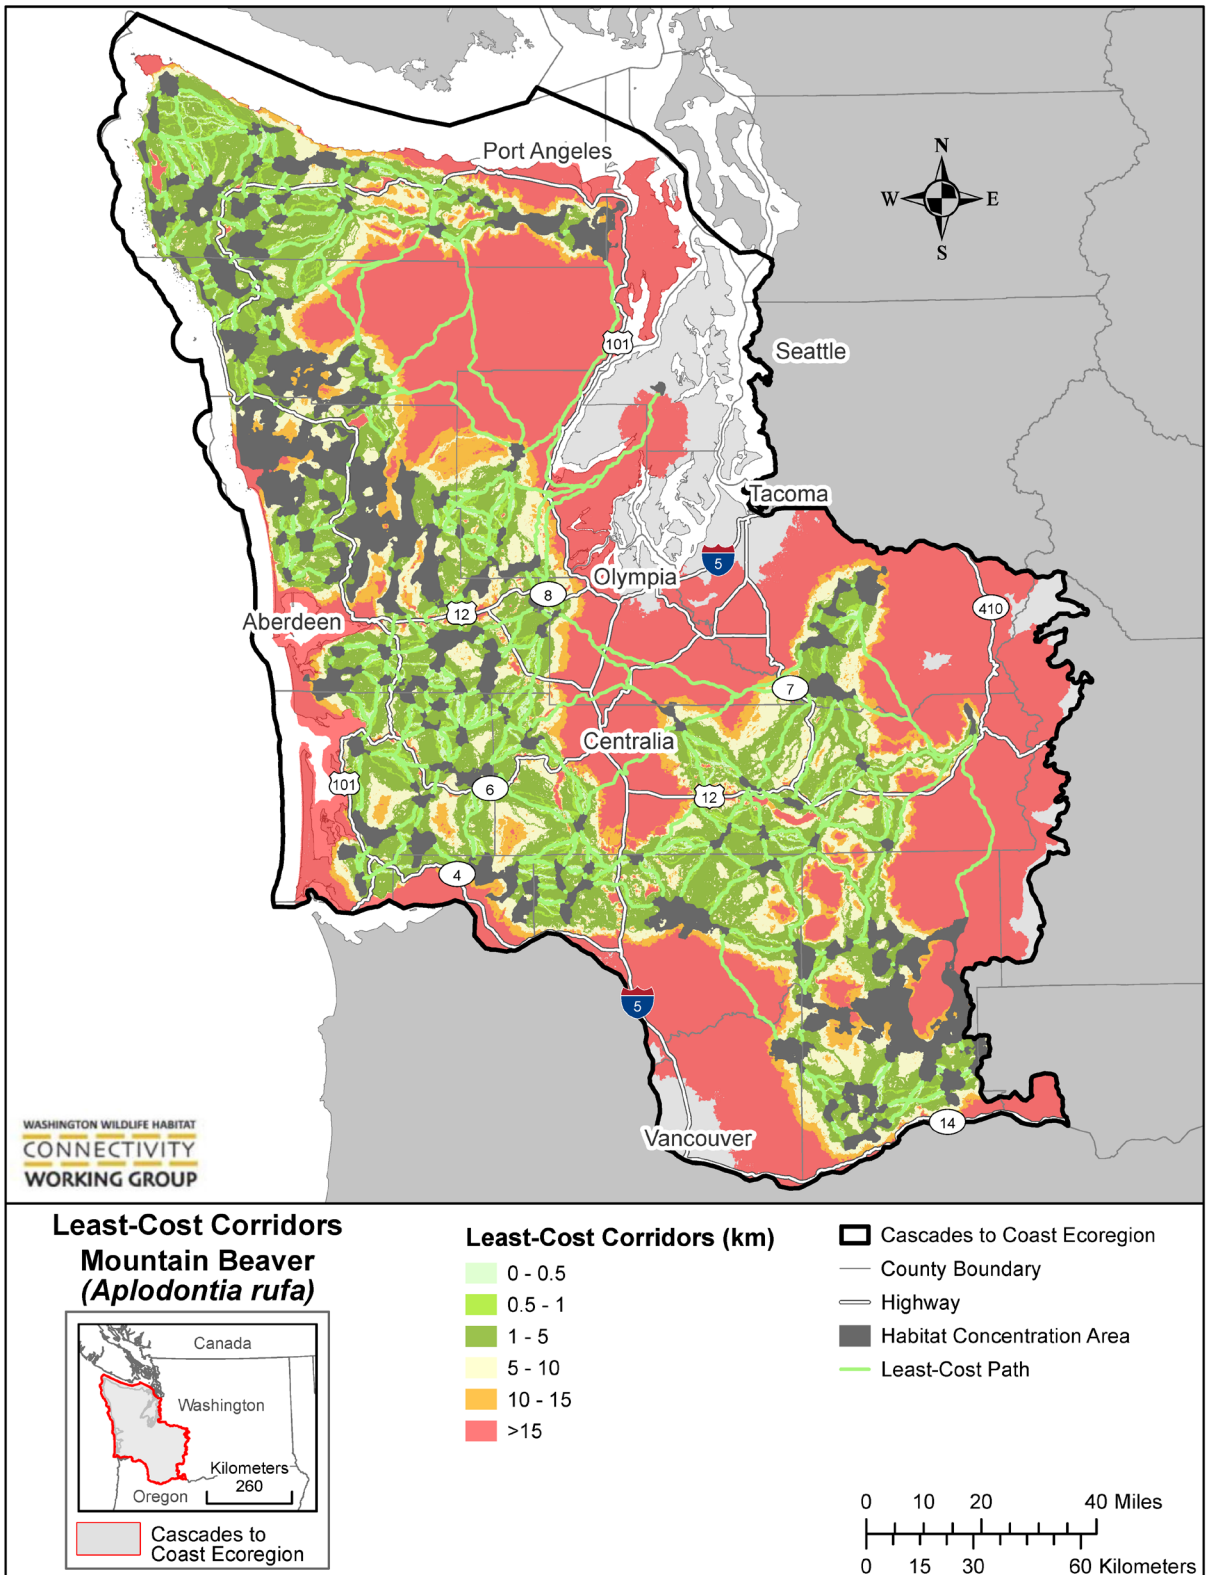 Port Angeles
N
W E
S
101
Seattle
Tacoma
5
Olympia
8
410
12
Aberdeen
7
Centralia
101
6
12
4
5
14
Vancouver
WASHINGTON WILDLIFE HABITAT
CONNECTIVITY
WORKING GROUP
Least-Cost Corridors
Mountain Beaver
(Aplodontia rufa)
Canada
Washington
Kilometers
260
Oregon
Cascades to
Coast Ecoregion
Least-Cost Corridors (km)
0 - 0.5
0.5 - 1
1 - 5
5 - 10
10 - 15
>15
Cascades to Coast Ecoregion
County Boundary
Highway
Habitat Concentration Area
Least-Cost Path
0 10 20 40 Miles
0 15 30 60 Kilometers